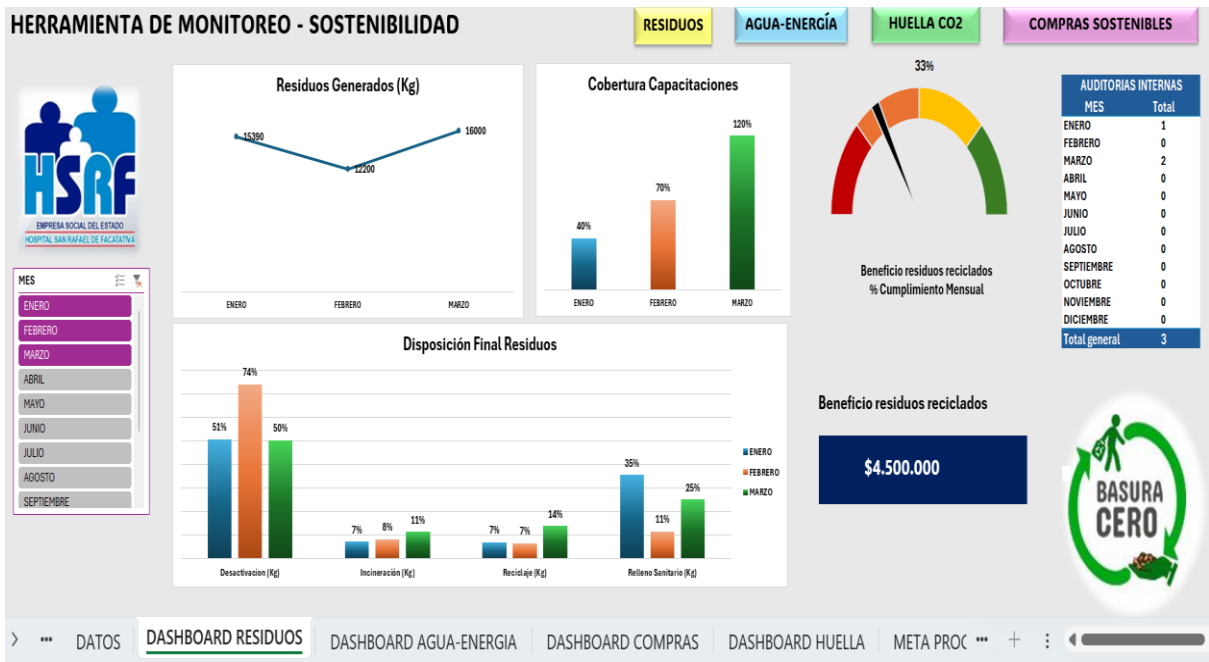 HERRAMIENTA DE MONITOREO - SOSTENIBILIDAD
RESIDUOS
AGUA-ENERGÍA
HUELLA CO2
COMPRAS SOSTENIBLES
HSRF
EMPRESA SOCIAL DEL ESTADO
HOSPITAL SAN RAFAEL DE FACATATIVA
MES
ENERO
FEBRERO
MARZO
ABRIL
MAYO
JUNIO
JULIO
AGOSTO
SEPTIEMBRE
Residuos Generados (Kg)
15390
12200
16000
ENERO
FEBRERO
MARZO
Cobertura Capacitaciones
40%
70%
120%
ENERO
FEBRERO
MARZO
33%
Beneficio residuos reciclados
% Cumplimiento Mensual
AUDITORIAS INTERNAS
MES Total
ENERO 1
FEBRERO 0
MARZO 2
ABRIL 0
MAYO 0
JUNIO 0
JULIO 0
AGOSTO 0
SEPTIEMBRE 0
OCTUBRE 0
NOVIEMBRE 0
DICIEMBRE 0
Total general 3
Disposición Final Residuos
51%
74%
50%
7%
8%
11%
7%
7%
14%
35%
11%
25%
Desactivacion (Kg)
Incineración (Kg)
Reciclaje (Kg)
Relleno Sanitario (Kg)
ENERO
FEBRERO
MARZO
Beneficio residuos reciclados
$4.500.000
BASURA
CERO
DATOS
DASHBOARD RESIDUOS
DASHBOARD AGUA-ENERGIA
DASHBOARD COMPRAS
DASHBOARD HUELLA
META PROC